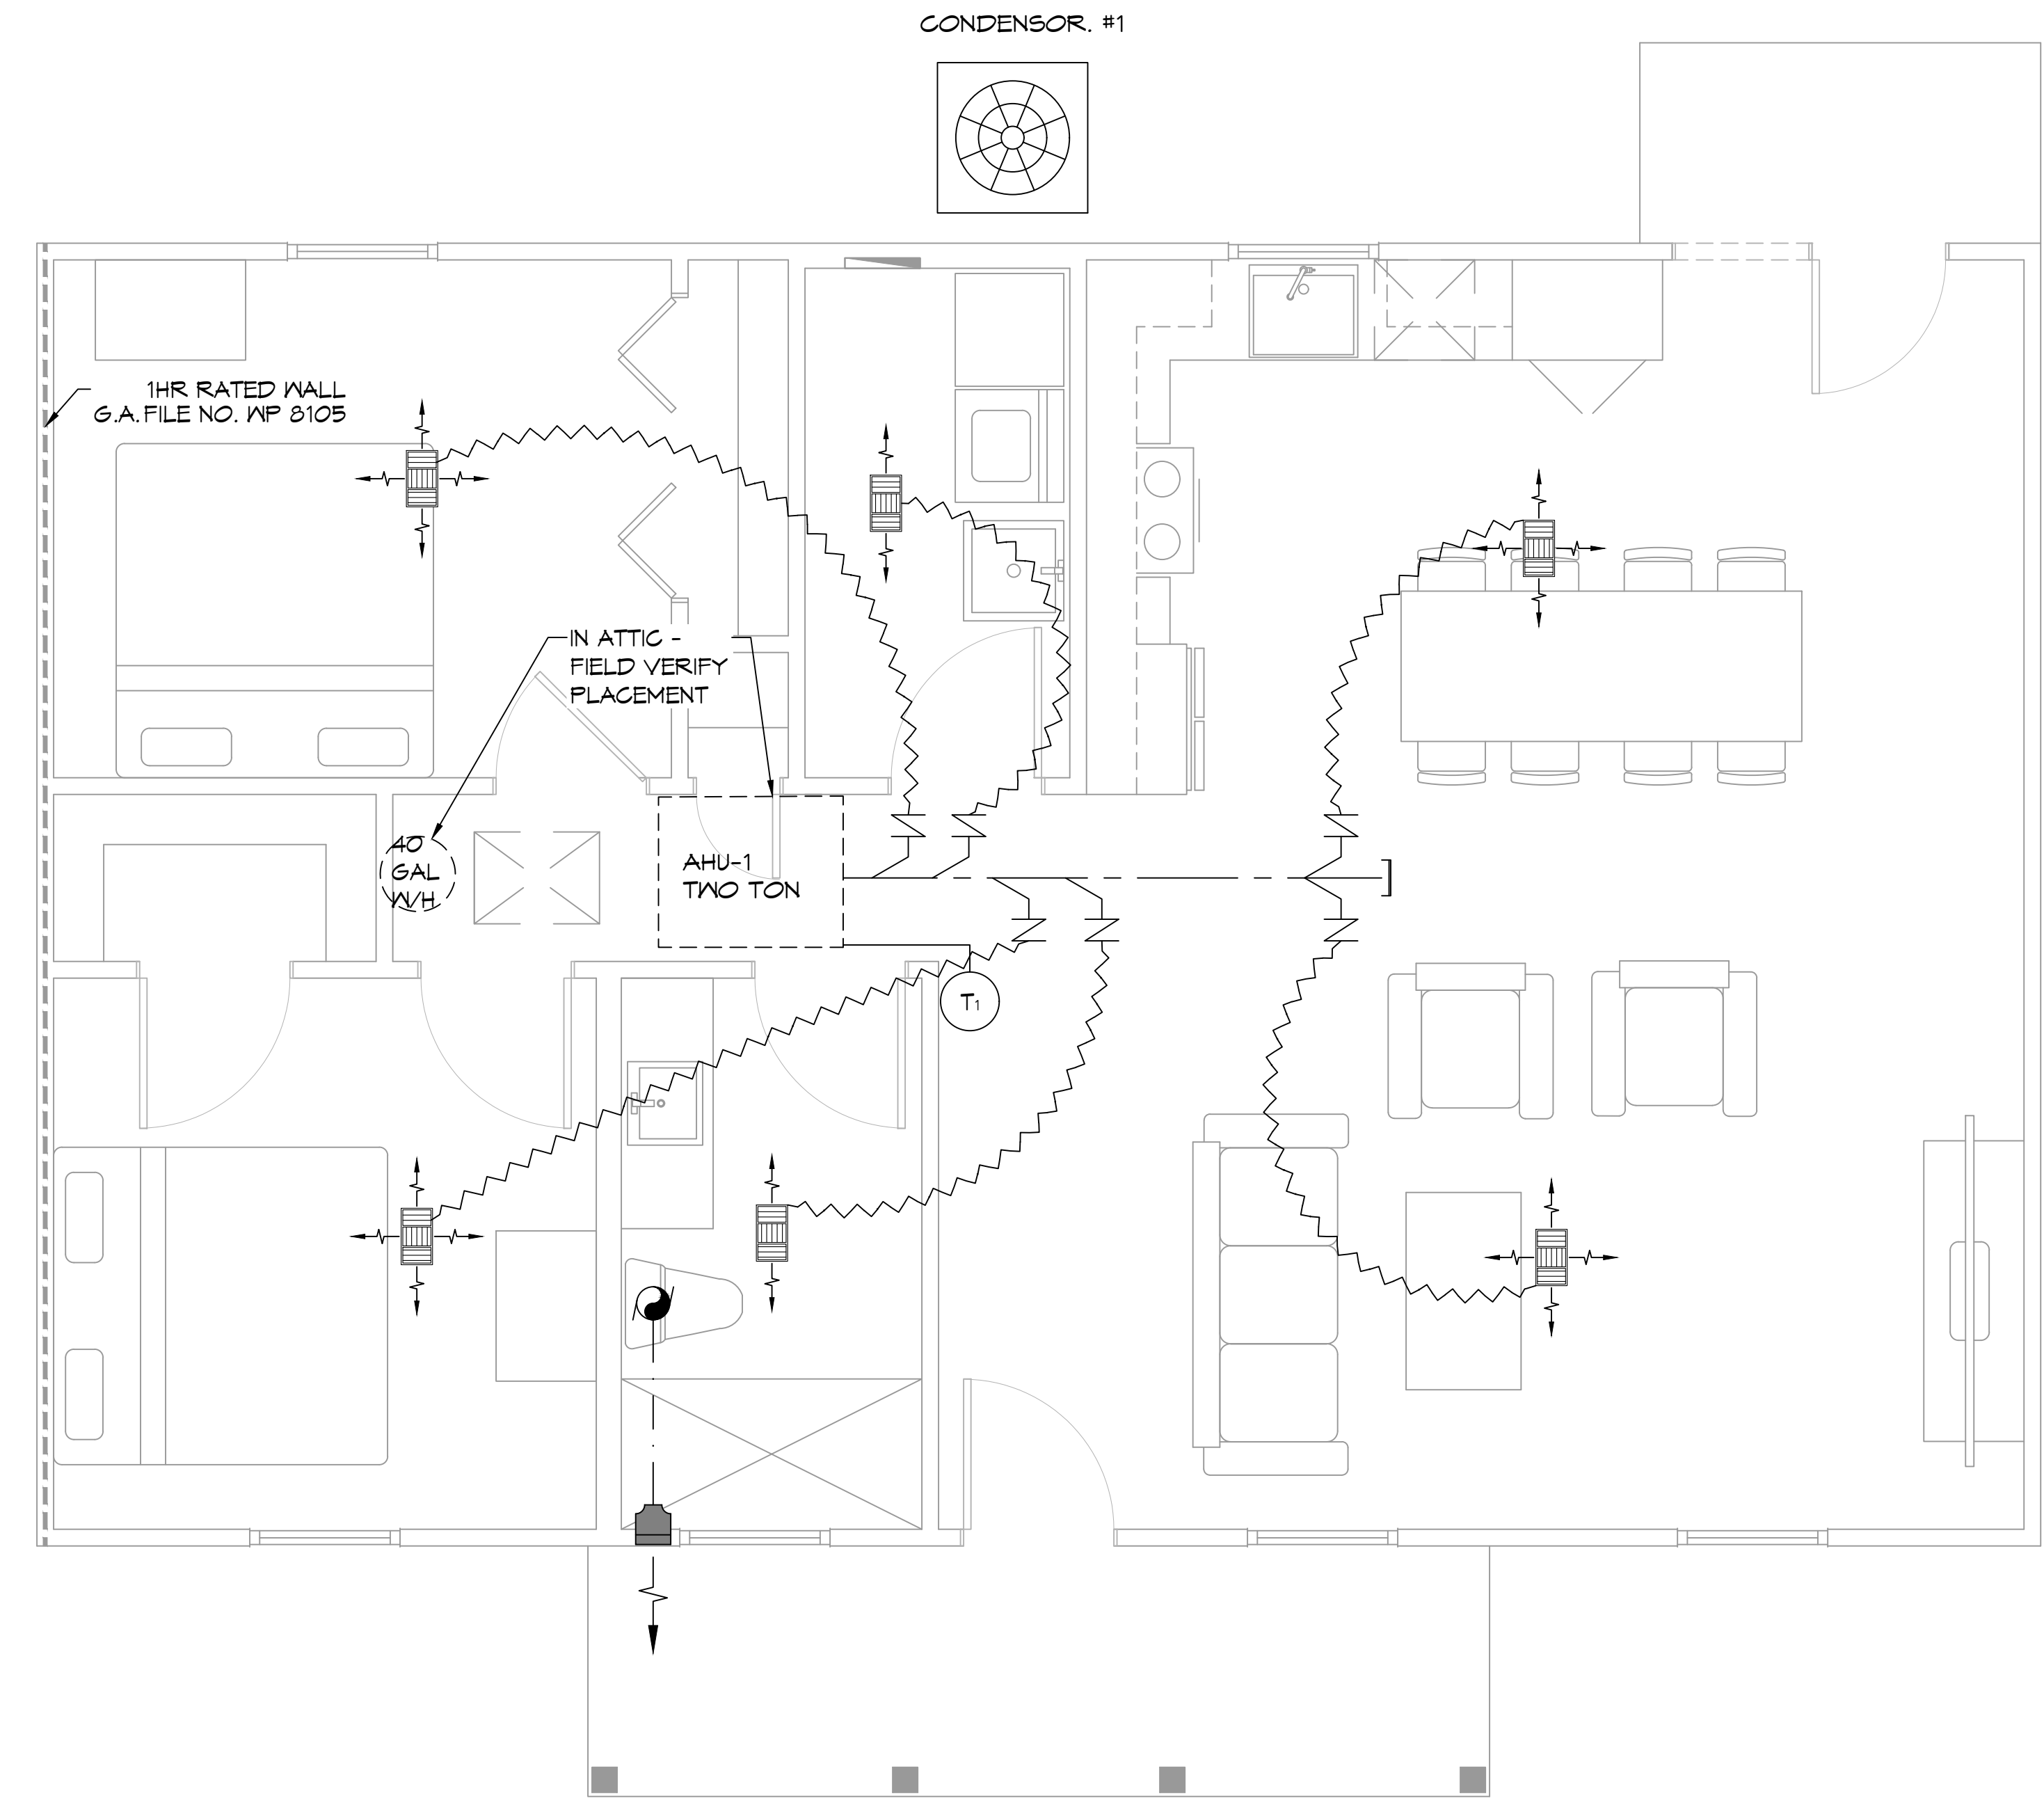 CONDENSOR. #1
1HR RATED WALL
G.A. FILE NO. WP 8105
IN ATTIC -
FIELD VERIFY
PLACEMENT
40
GAL
W/H
AHU-1
TWO TON
T1